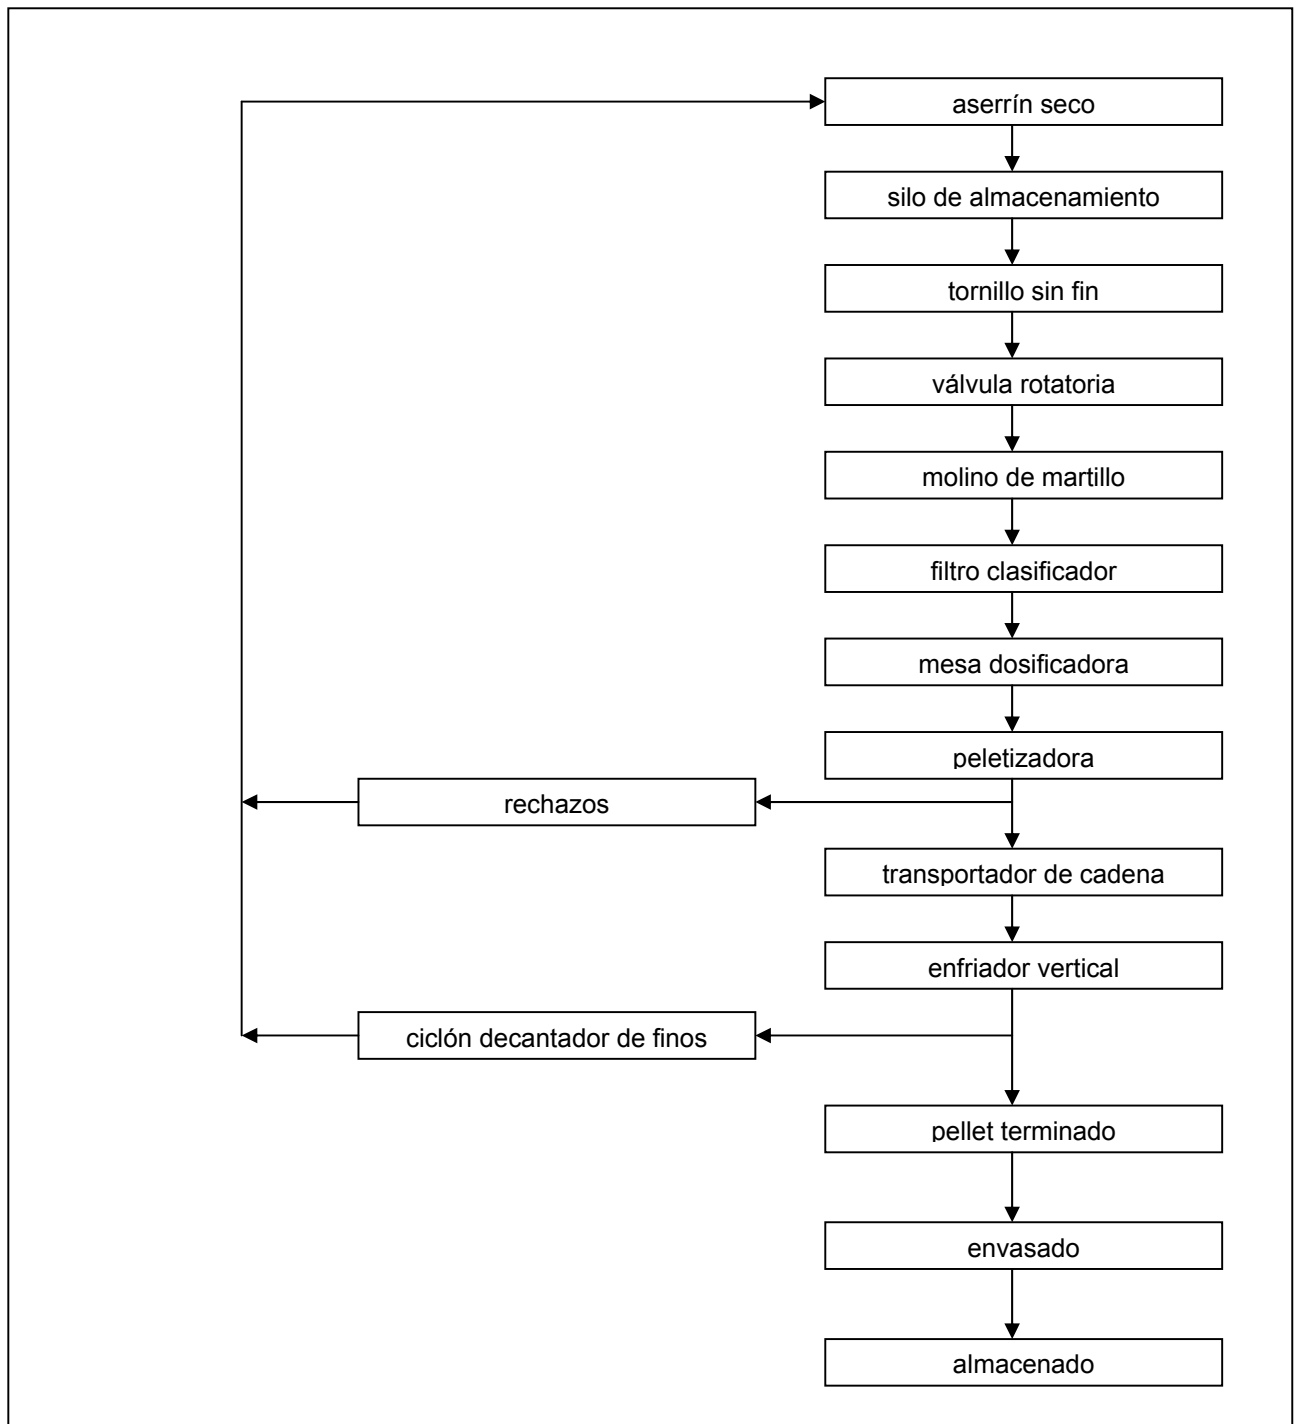 aserrín seco
silo de almacenamiento
tornillo sin fin
válvula rotatoria
molino de martillo
filtro clasificador
mesa dosificadora
peletizadora
rechazos
transportador de cadena
enfriador vertical
ciclón decantador de finos
pellet terminado
envasado
almacenado